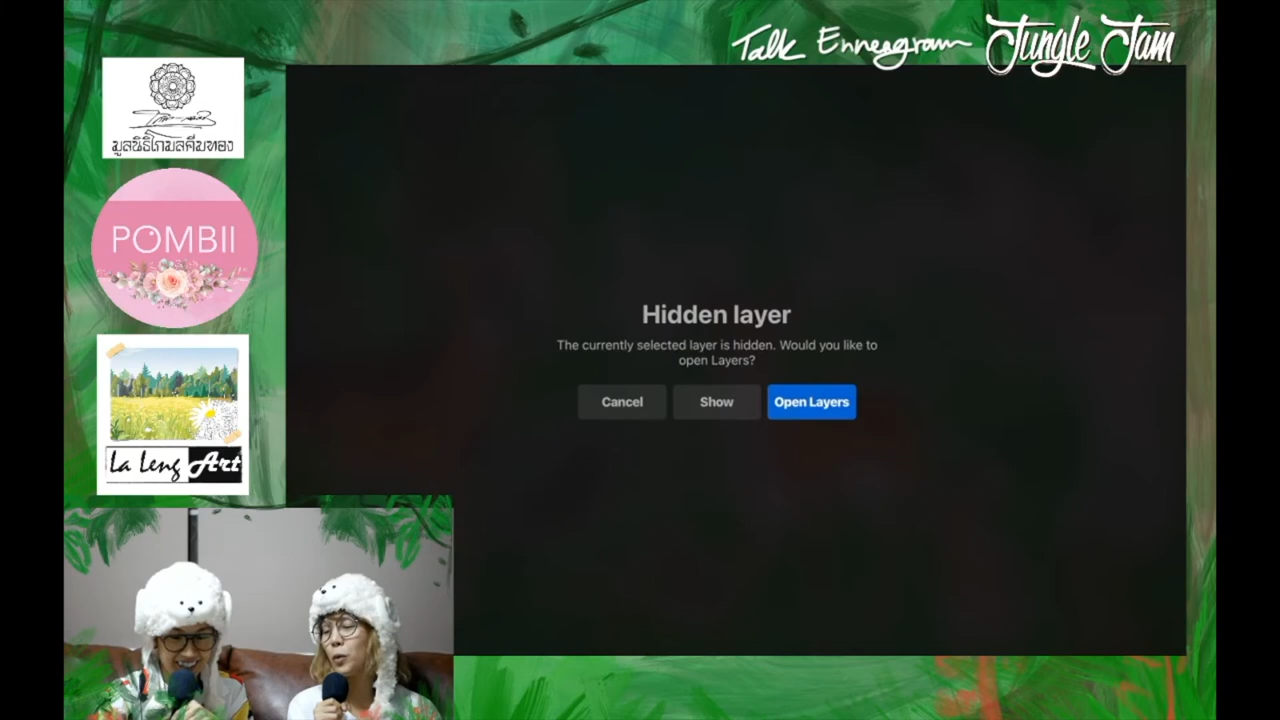 Talk Enneagram Jungle Jam
มูลนิธิโกมลคีมทอง
POMBII
La Leng Art
Hidden layer
The currently selected layer is hidden. Would you like to
open Layers?
Cancel Show Open Layers